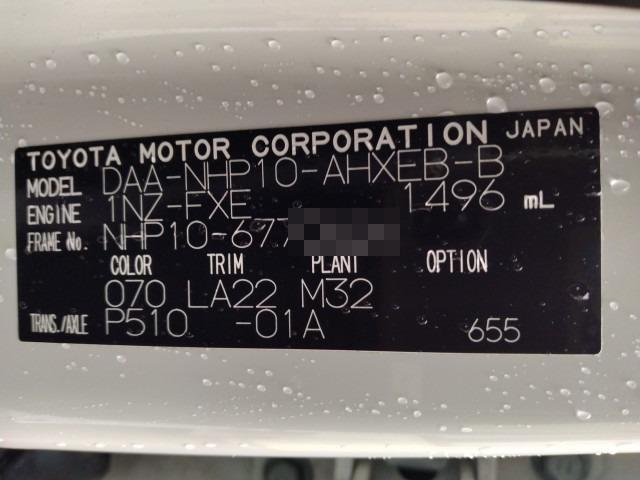 TOYOTA MOTOR CORPORATION JAPAN
MODEL DAA-NHP10-AHXEB-B
ENGINE 1NZ-FXE 1496 mL
FRAME No. NHP10-677
COLOR TRIM PLANT OPTION
070 LA22 M32
TRANS./AXLE P510 -01A 655